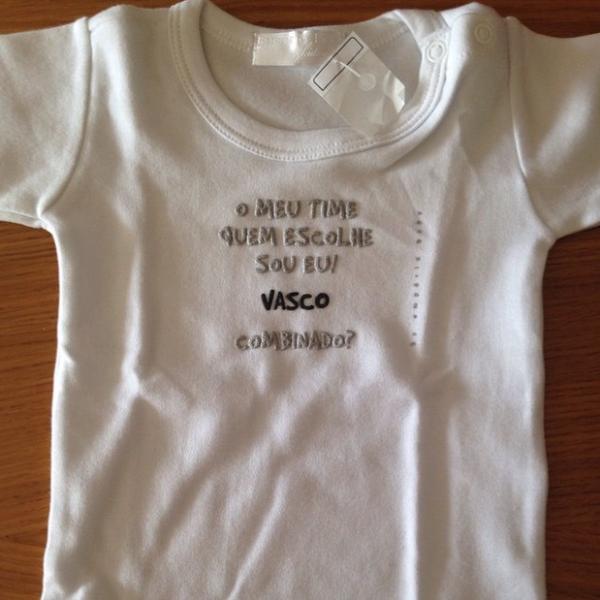 O MEU TIME
QUEM ESCOLHE
SOU EU!
VASCO
COMBINADO?